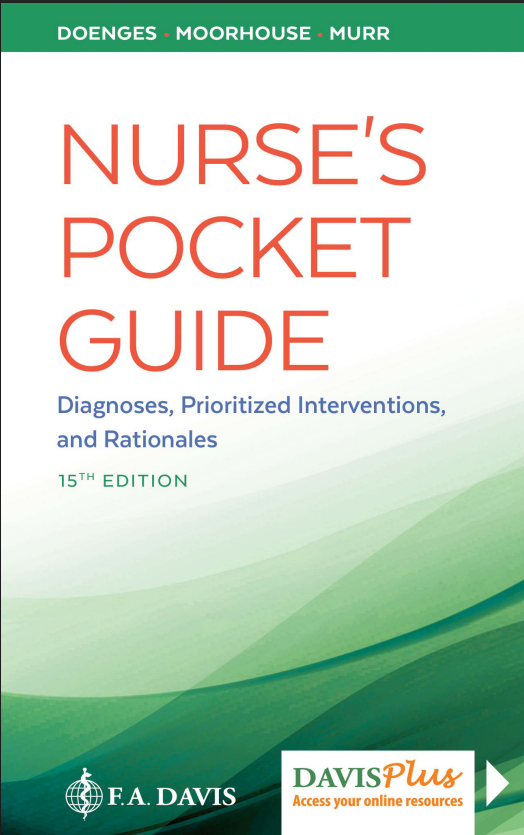 DOENGES • MOORHOUSE • MURR
NURSE'S
POCKET
GUIDE
Diagnoses, Prioritized Interventions,
and Rationales
15TH EDITION
F.A. DAVIS
DAVISPlus
Access your online resources